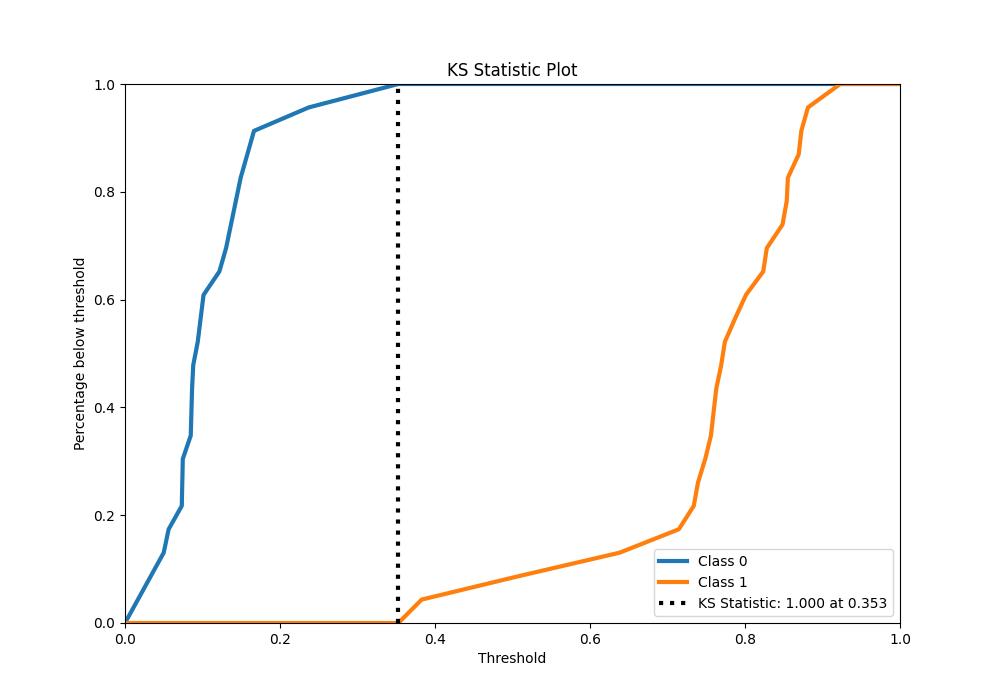 KS Statistic Plot
1.0
0.8
0.6
0.4
0.2
0.0
Percentage below threshold
0.0 0.2 0.4 0.6 0.8 1.0
Threshold
Class 0
Class 1
KS Statistic: 1.000 at 0.353